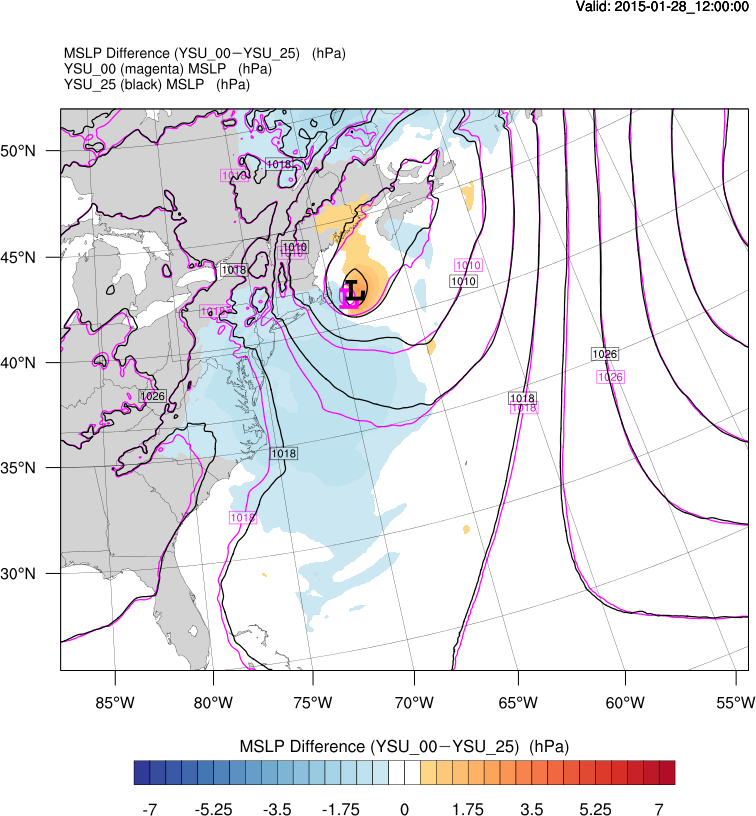 Valid: 2015-01-28_12:00:00
MSLP Difference (YSU_00−YSU_25) (hPa)
YSU_00 (magenta) MSLP (hPa)
YSU_25 (black) MSLP (hPa)
50°N
1018
1018
45°N
1010
1010
1018
1010
1010
L
L
1018
40°N
1026
1026
1026
1018
1018
35°N
1018
1018
30°N
85°W 80°W 75°W 70°W 65°W 60°W 55°W
MSLP Difference (YSU_00−YSU_25) (hPa)
-7 -5.25 -3.5 -1.75 0 1.75 3.5 5.25 7